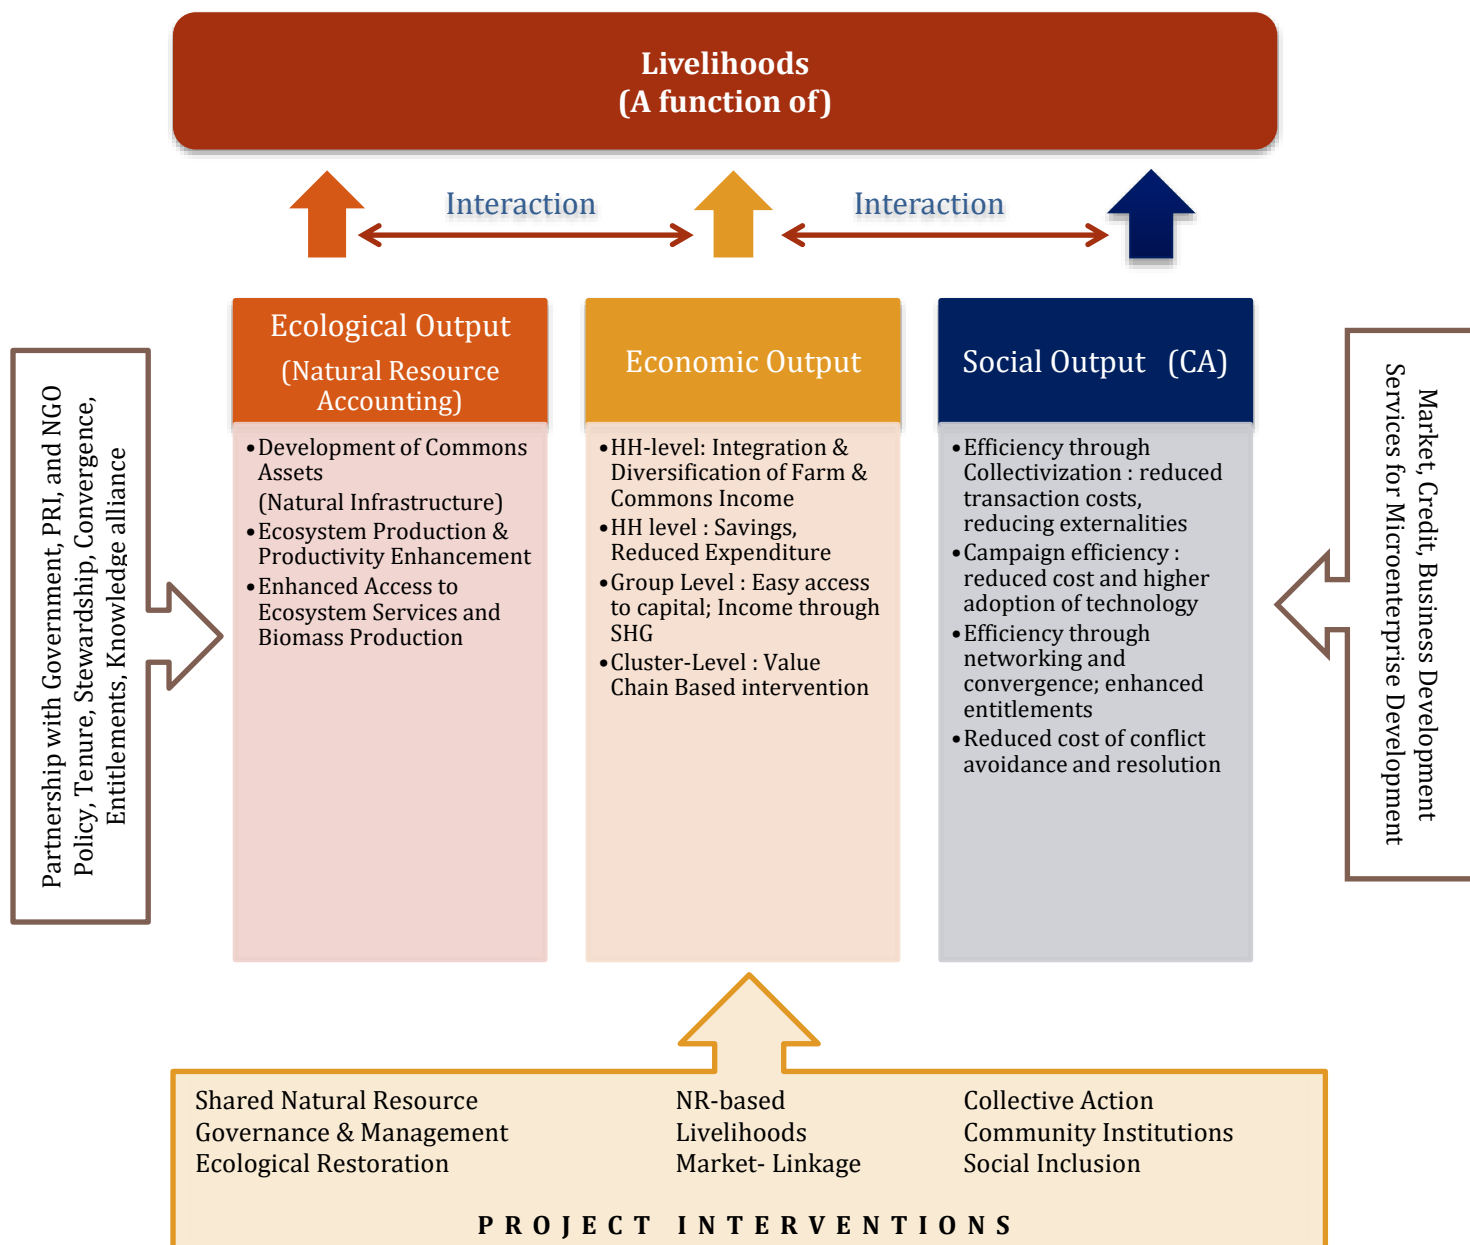 Livelihoods
(A function of)
Interaction
Interaction
Ecological Output
(Natural Resource
Accounting)
Economic Output
Social Output (CA)
•Development of Commons
Assets
(Natural Infrastructure)
•Ecosystem Production &
Productivity Enhancement
•Enhanced Access to
Ecosystem Services and
Biomass Production
•HH-level: Integration &
Diversification of Farm &
Commons Income
•HH level : Savings,
Reduced Expenditure
•Group Level : Easy access
to capital; Income through
SHG
•Cluster-Level : Value
Chain Based intervention
•Efficiency through
Collectivization : reduced
transaction costs,
reducing externalities
•Campaign efficiency :
reduced cost and higher
adoption of technology
•Efficiency through
networking and
convergence; enhanced
entitlements
•Reduced cost of conflict
avoidance and resolution
Partnership with Government, PRI, and NGO
Policy, Tenure, Stewardship, Convergence,
Entitlements, Knowledge alliance
Market, Credit, Business Development
Services for Microenterprise Development
Shared Natural Resource
Governance & Management
Ecological Restoration
NR-based
Livelihoods
Market- Linkage
Collective Action
Community Institutions
Social Inclusion
PROJECT INTERVENTIONS